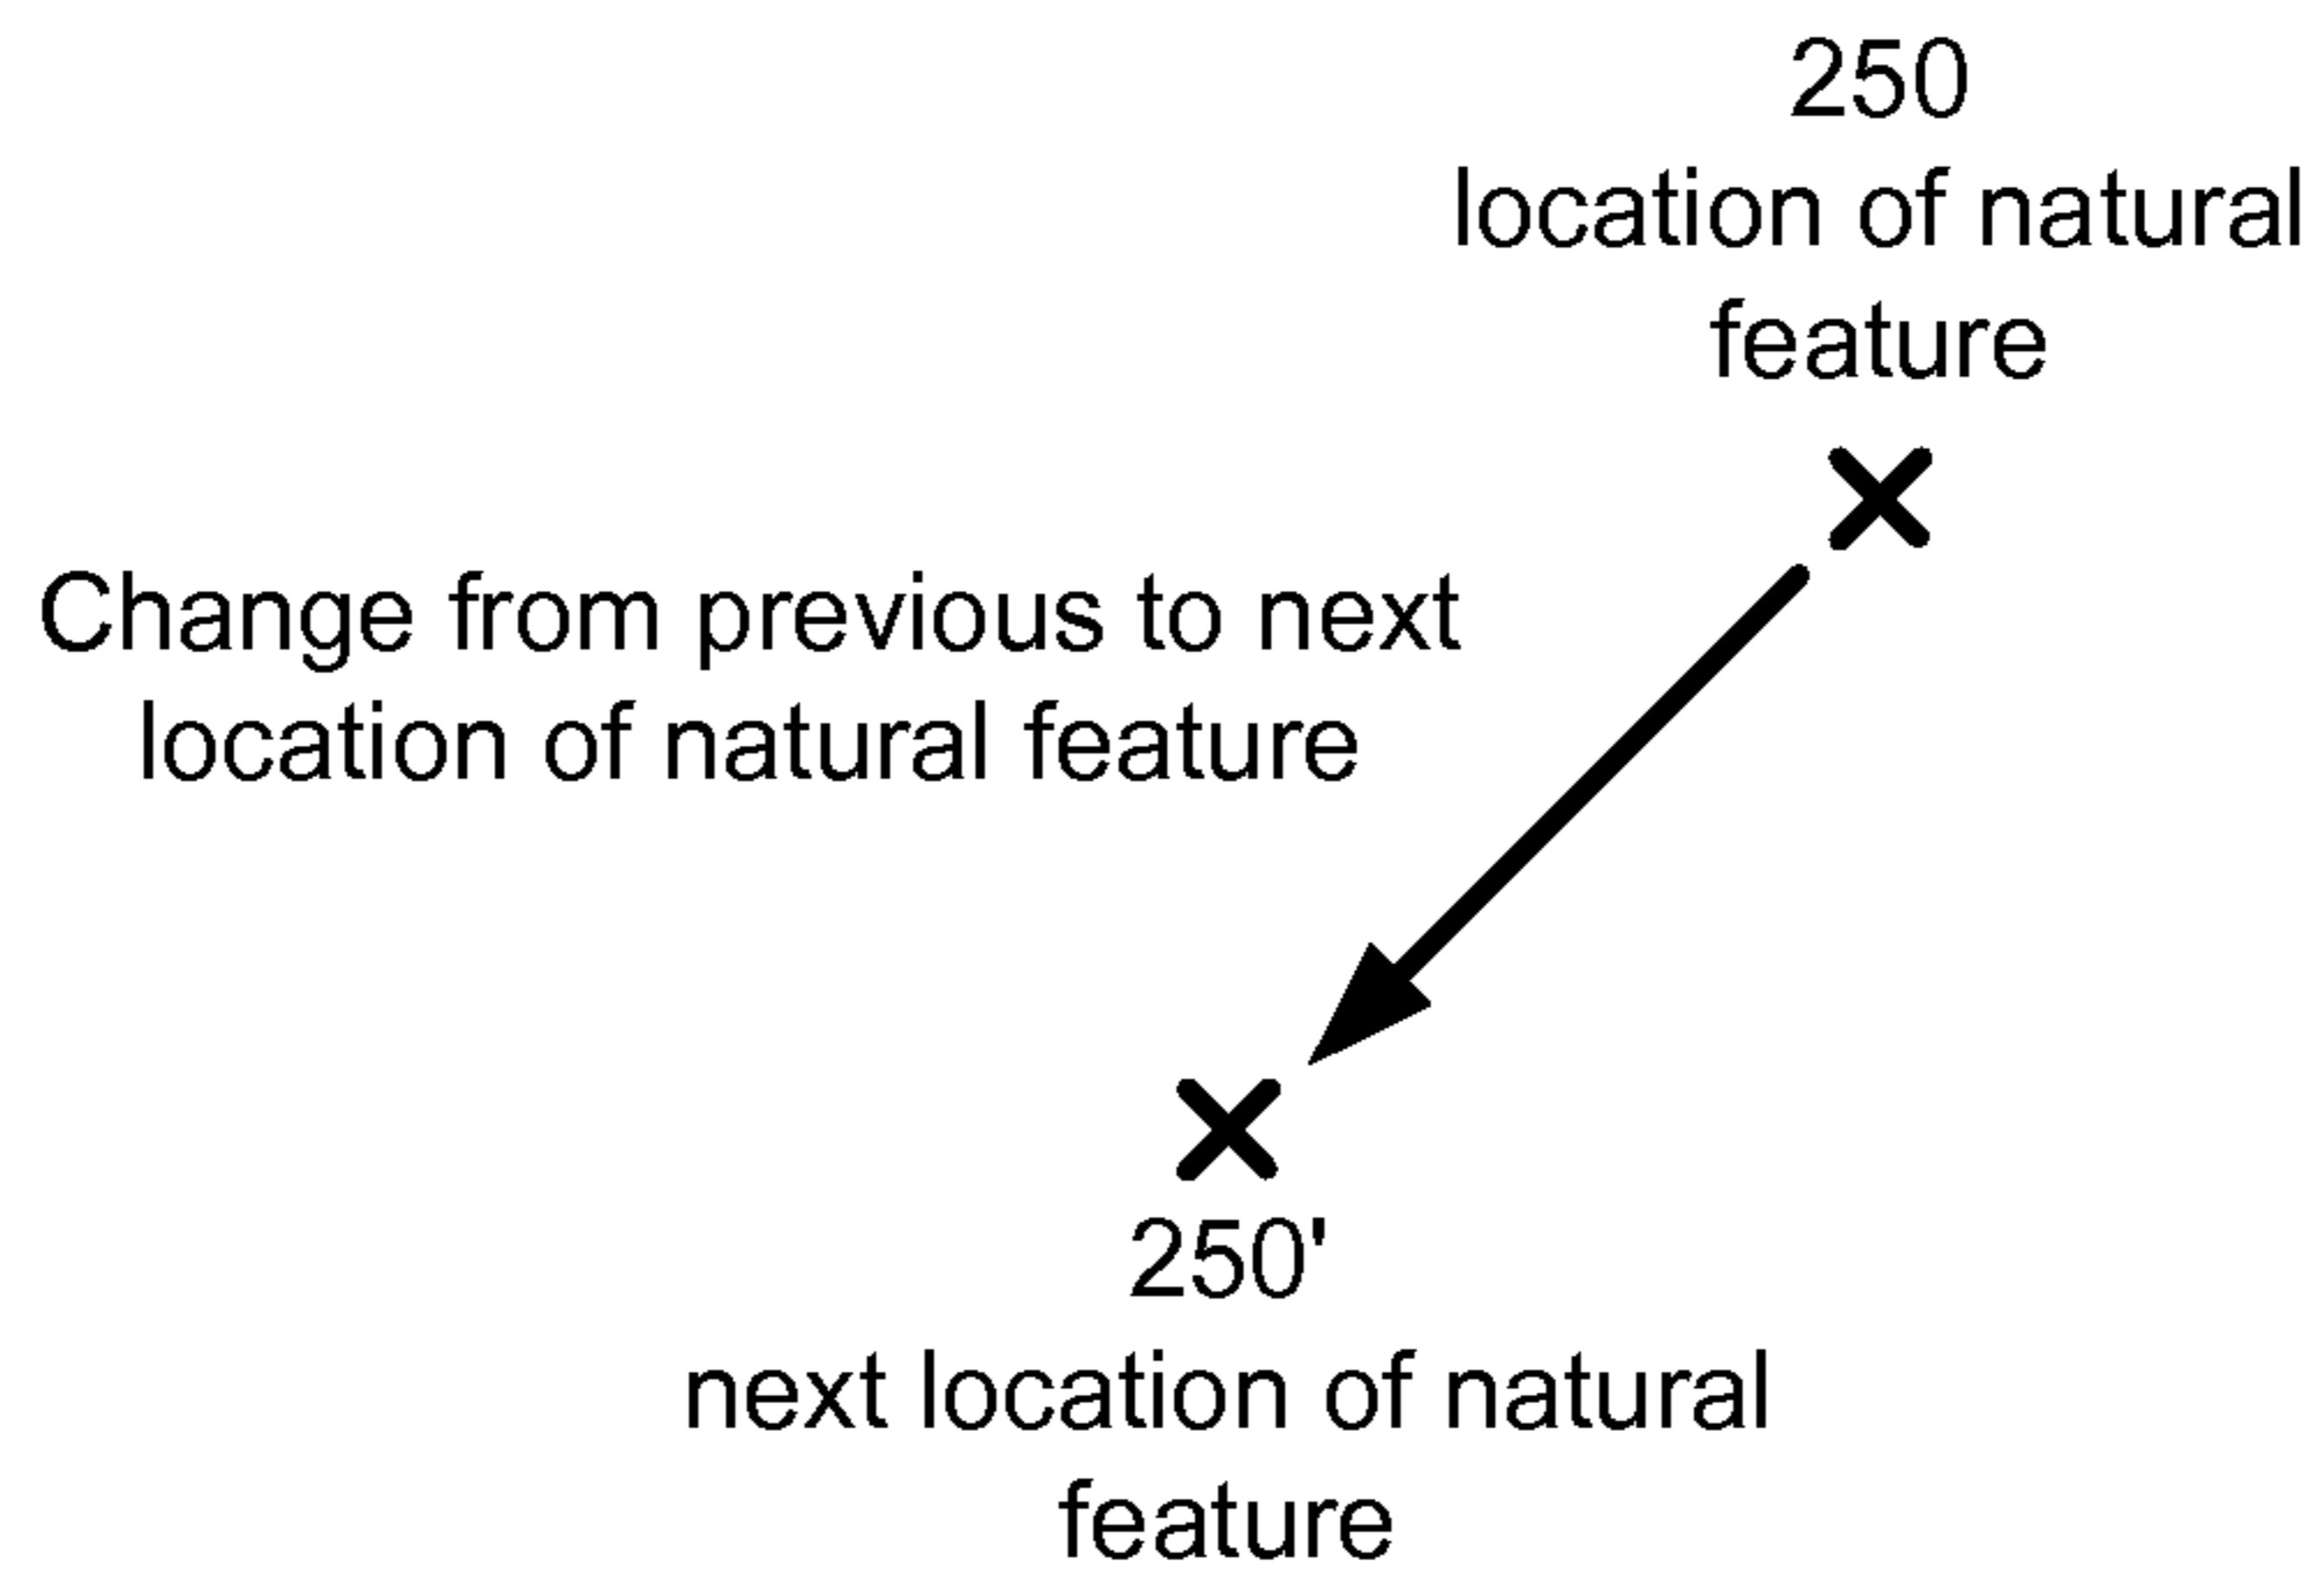 250
location of natural
feature
Change from previous to next
location of natural feature
250'
next location of natural
feature